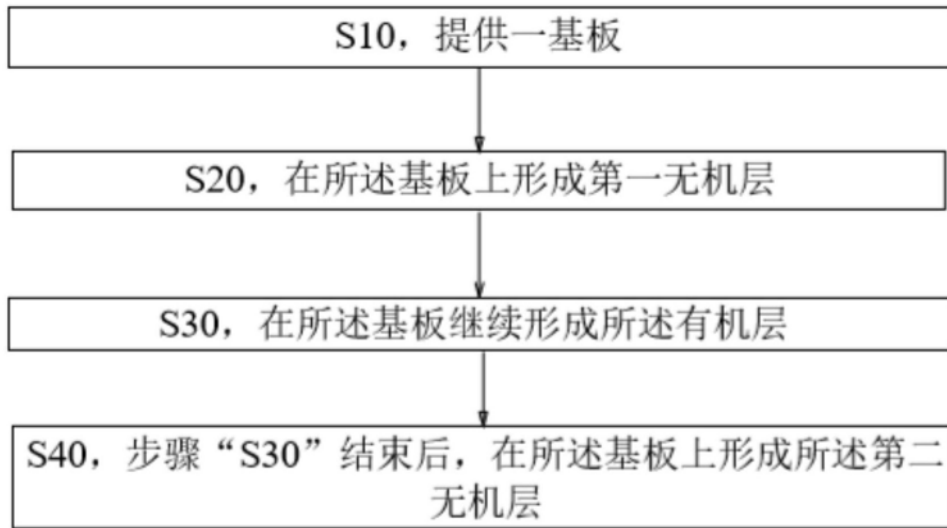 S10，提供一基板
S20，在所述基板上形成第一无机层
S30，在所述基板继续形成所述有机层
S40，步骤“S30”结束后，在所述基板上形成所述第二
无机层